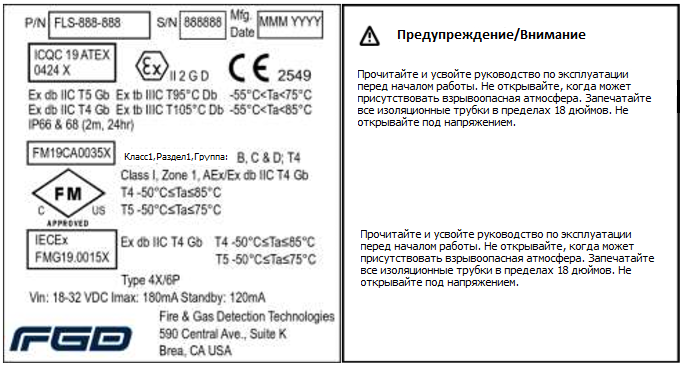 P/N FLS-888-888 S/N 888888 Mfg. Date MMM YYYY
ICQC 19 ATEX
0424 X
Ex II 2 G D CE 2549
Ex db IIC T5 Gb Ex tb IIIC T95°C Db -55°C<Ta<75°C
Ex db IIC T4 Gb Ex tb IIIC T105°C Db -55°C<Ta<85°C
IP66 & 68 (2m, 24hr)
FM19CA0035X Класс1,Раздел1,Группа: B, C & D; T4
Class I, Zone 1, AEx/Ex db IIC T4 Gb
FM
C US
APPROVED
T4 -50°C≤Ta≤85°C
T5 -50°C≤Ta≤75°C
IECEx
FMG19.0015X
Ex db IIC T4 Gb T4 -50°C≤Ta≤85°C
T5 -50°C≤Ta≤75°C
Type 4X/6P
Vin: 18-32 VDC Imax: 180mA Standby: 120mA
FGD
Fire & Gas Detection Technologies
590 Central Ave., Suite K
Brea, CA USA
Предупреждение/Внимание
Прочитайте и усвойте руководство по эксплуатации
перед началом работы. Не открывайте, когда может
присутствовать взрывоопасная атмосфера. Запечатайте
все изоляционные трубки в пределах 18 дюймов. Не
открывайте под напряжением.
Прочитайте и усвойте руководство по эксплуатации
перед началом работы. Не открывайте, когда может
присутствовать взрывоопасная атмосфера. Запечатайте
все изоляционные трубки в пределах 18 дюймов. Не
открывайте под напряжением.